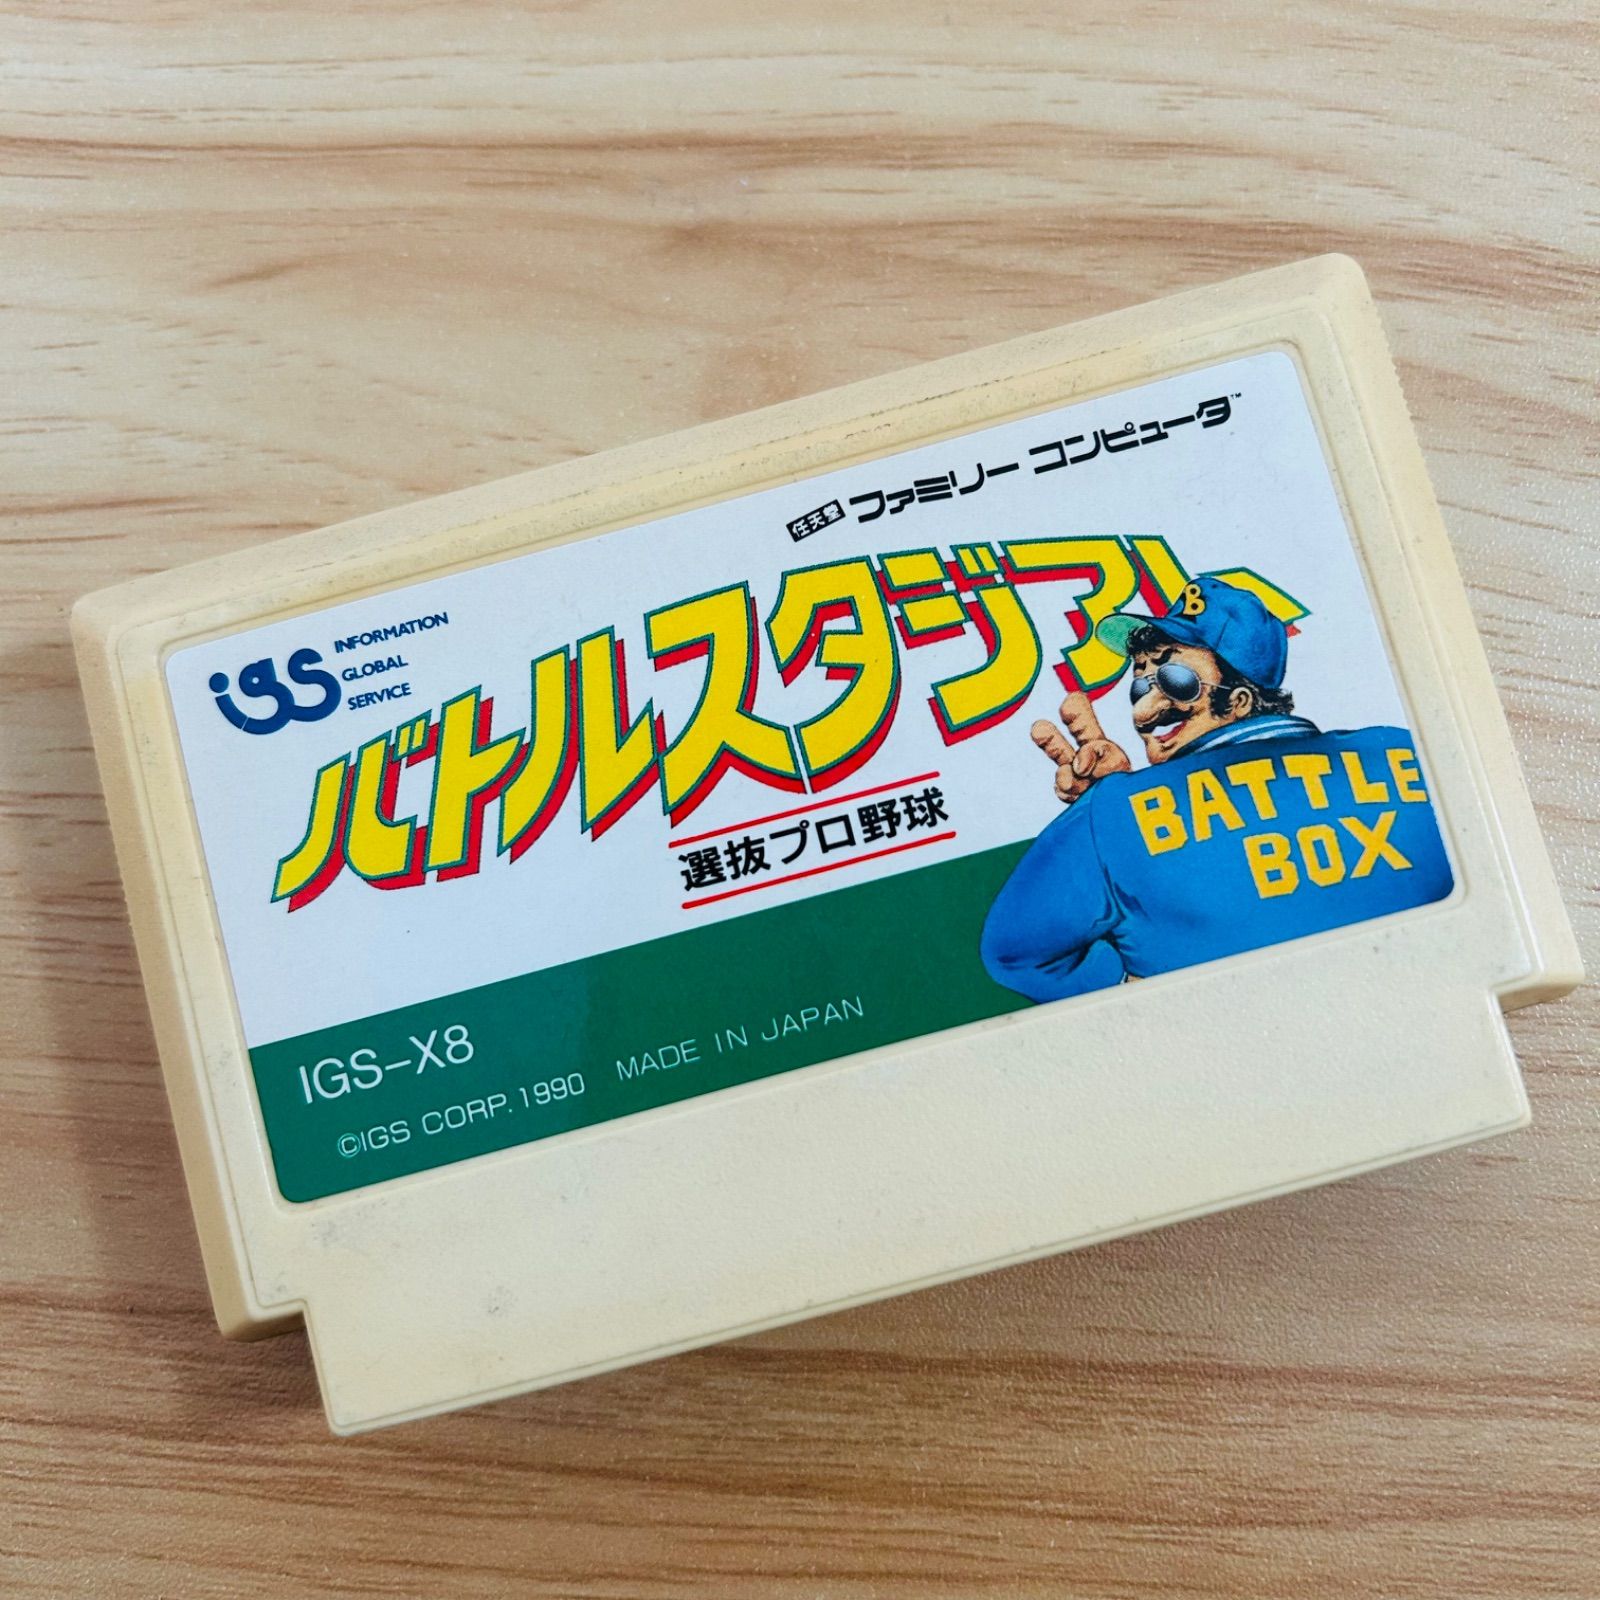 任天堂 ファミリー コンピュータ™
igs INFORMATION
GLOBAL
SERVICE
バトルスタジアム
選抜プロ野球
B
BATTLE
BOX
IGS-X8
©IGS CORP. 1990 MADE IN JAPAN